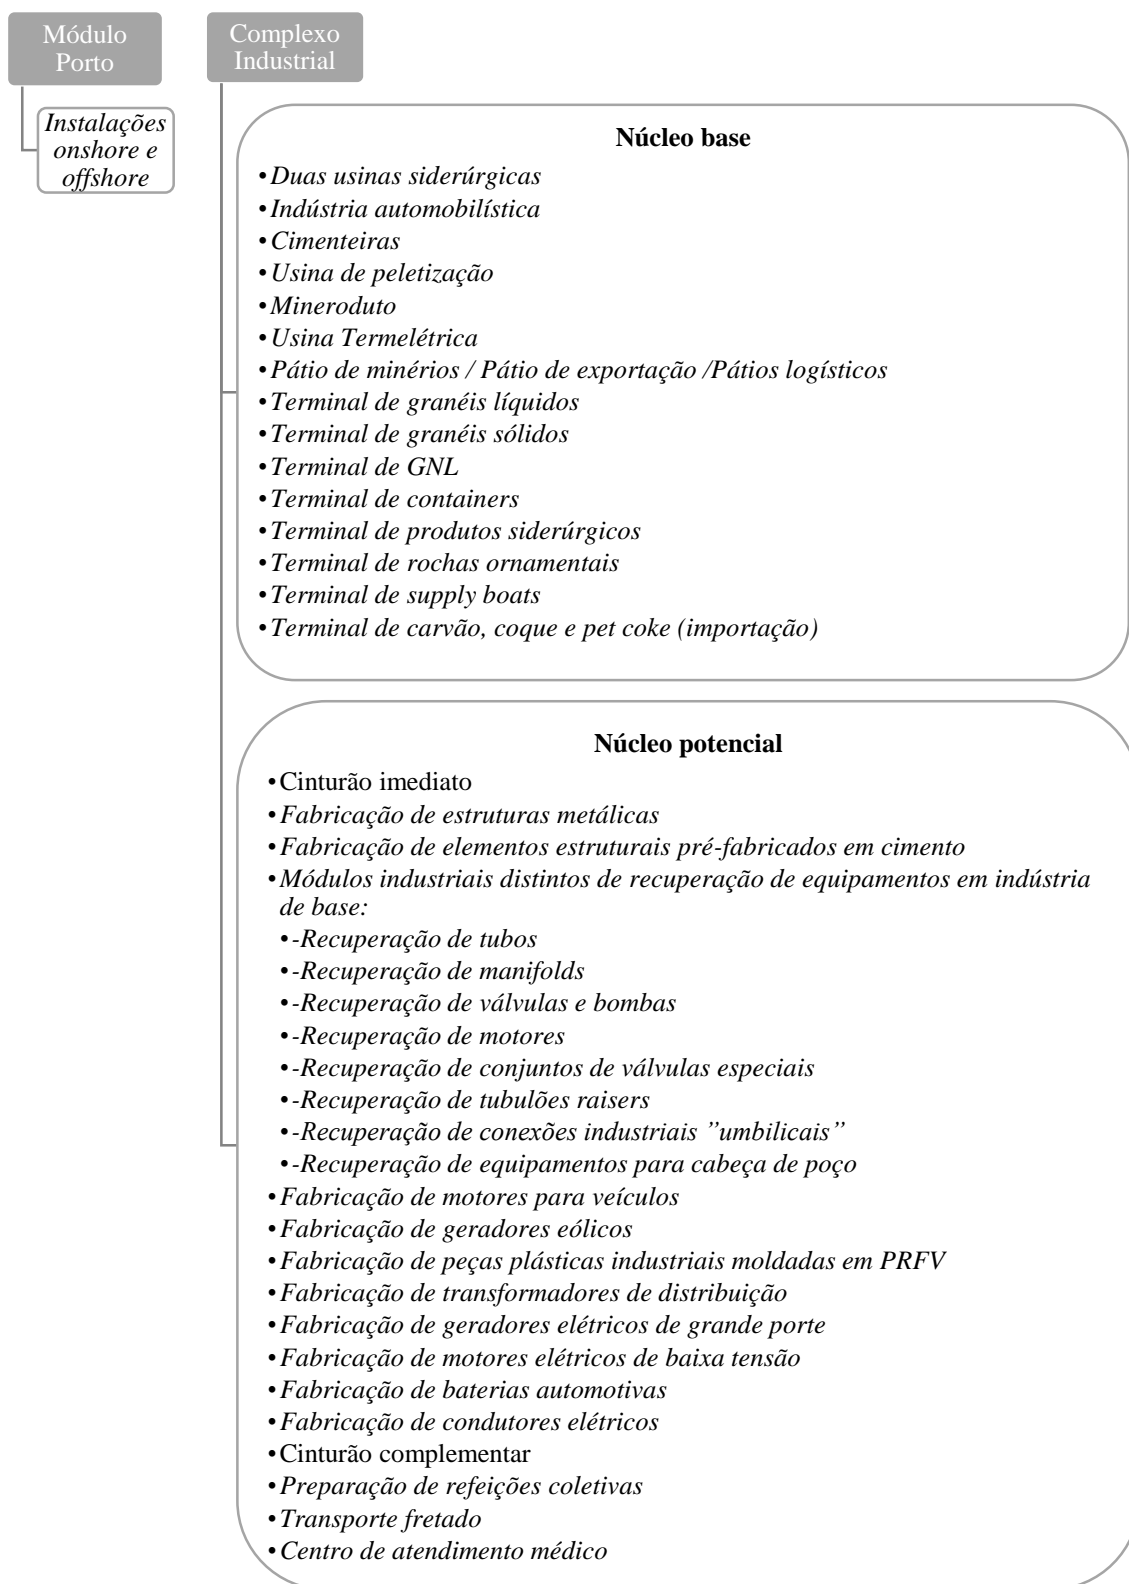 Módulo
Porto
Instalações
onshore e
offshore
Complexo
Industrial
Núcleo base
•Duas usinas siderúrgicas
•Indústria automobilística
•Cimenteiras
•Usina de peletização
•Mineroduto
•Usina Termelétrica
•Pátio de minérios / Pátio de exportação /Pátios logísticos
•Terminal de granéis líquidos
•Terminal de granéis sólidos
•Terminal de GNL
•Terminal de containers
•Terminal de produtos siderúrgicos
•Terminal de rochas ornamentais
•Terminal de supply boats
•Terminal de carvão, coque e pet coke (importação)
Núcleo potencial
•Cinturão imediato
•Fabricação de estruturas metálicas
•Fabricação de elementos estruturais pré-fabricados em cimento
•Módulos industriais distintos de recuperação de equipamentos em indústria
de base:
•-Recuperação de tubos
•-Recuperação de manifolds
•-Recuperação de válvulas e bombas
•-Recuperação de motores
•-Recuperação de conjuntos de válvulas especiais
•-Recuperação de tubulões raisers
•-Recuperação de conexões industriais ”umbilicais”
•-Recuperação de equipamentos para cabeça de poço
•Fabricação de motores para veículos
•Fabricação de geradores eólicos
•Fabricação de peças plásticas industriais moldadas em PRFV
•Fabricação de transformadores de distribuição
•Fabricação de geradores elétricos de grande porte
•Fabricação de motores elétricos de baixa tensão
•Fabricação de baterias automotivas
•Fabricação de condutores elétricos
•Cinturão complementar
•Preparação de refeições coletivas
•Transporte fretado
•Centro de atendimento médico